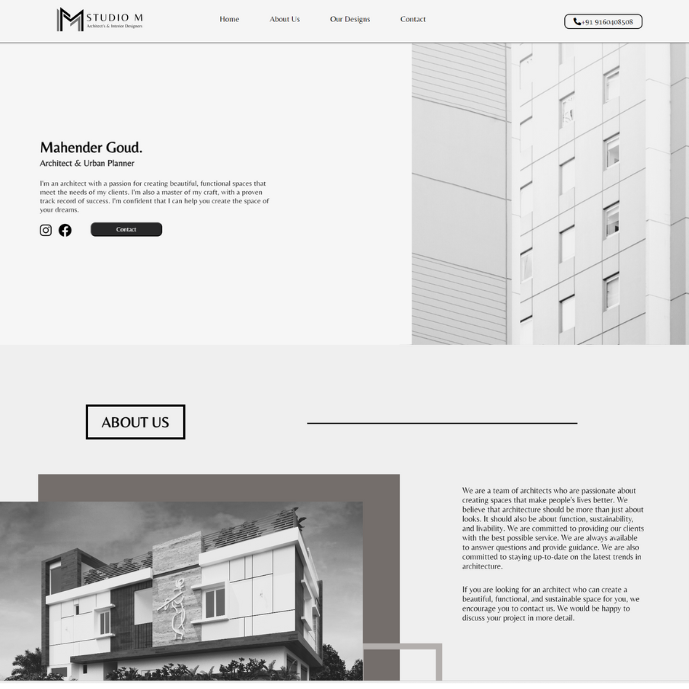 STUDIO M
Architect's & Interior Designers
Home
About Us
Our Designs
Contact
+91 9160408508
Mahender Goud.
Architect & Urban Planner
I'm an architect with a passion for creating beautiful, functional spaces that
meet the needs of my clients. I'm also a master of my craft, with a proven
track record of success. I'm confident that I can help you create the space of
your dreams.
Contact
ABOUT US
We are a team of architects who are passionate about
creating spaces that make people's lives better. We
believe that architecture should be more than just about
looks. It should also be about function, sustainability,
and livability. We are committed to providing our clients
with the best possible service. We are always available
to answer questions and provide guidance. We are also
committed to staying up-to-date on the latest trends in
architecture.
If you are looking for an architect who can create a
beautiful, functional, and sustainable space for you, we
encourage you to contact us. We would be happy to
discuss your project in more detail.